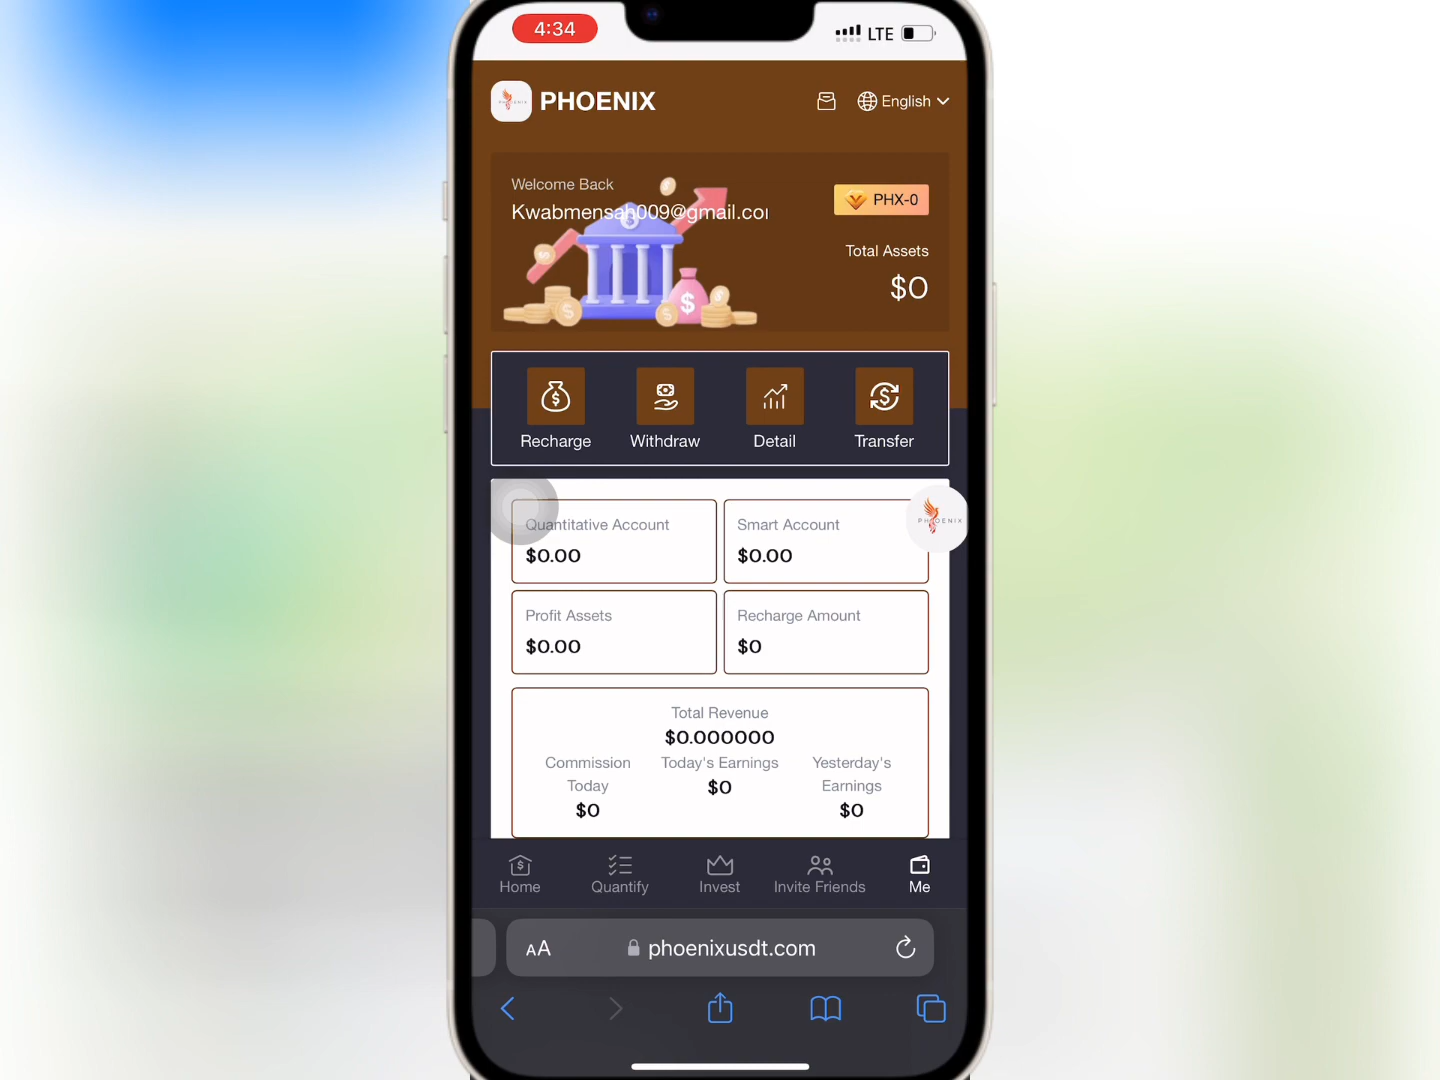 4:34
LTE
PHOENIX
English
Welcome Back
Kwabmensah009@gmail.co
PHX-0
Total Assets
$0
Recharge Withdraw Detail Transfer
Quantitative Account Smart Account
$0.00 $0.00
PHOENIX
Profit Assets Recharge Amount
$0.00 $0
Total Revenue
$0.000000
Commission Today Today's Earnings Yesterday's Earnings
$0 $0 $0
Home Quantify Invest Invite Friends Me
AA phoenixusdt.com